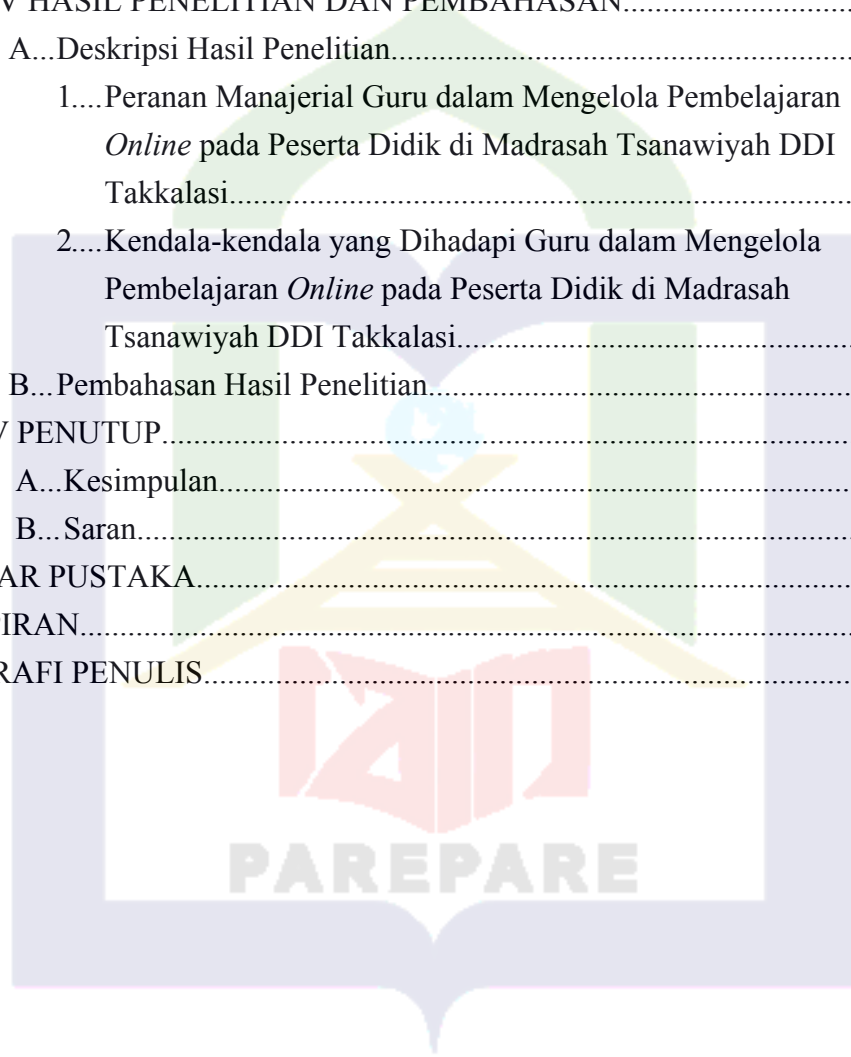 V HASIL PENELITIAN DAN PEMBAHASAN..........................
A...Deskripsi Hasil Penelitian..........................................................
1....Peranan Manajerial Guru dalam Mengelola Pembelajaran
Online pada Peserta Didik di Madrasah Tsanawiyah DDI
Takkalasi..............................................................................
2....Kendala-kendala yang Dihadapi Guru dalam Mengelola
Pembelajaran Online pada Peserta Didik di Madrasah
Tsanawiyah DDI Takkalasi..................................................
B...Pembahasan Hasil Penelitian.....................................................
V PENUTUP.......................................................................................
A...Kesimpulan................................................................................
B...Saran..........................................................................................
AR PUSTAKA..................................................................................
PIRAN................................................................................................
RAFI PENULIS.................................................................................
PAREPARE